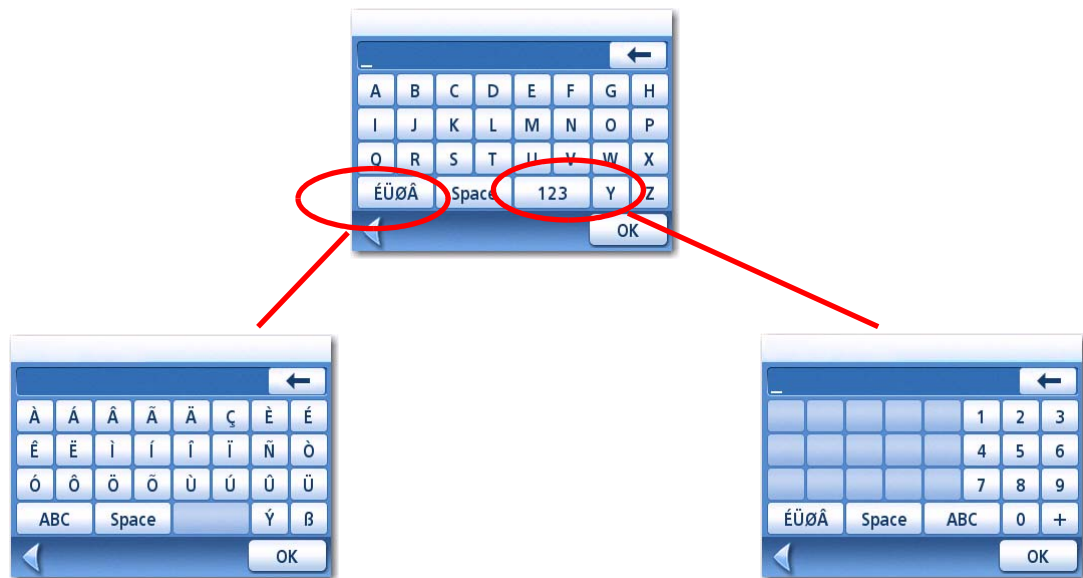 _ ←
A B C D E F G H
I J K L M N O P
Q R S T U V W X
ÉÜØÂ Space 123 Y Z
OK
←
À Á Â Ã Ä Ç È É
Ê Ë Ì Í Î Ï Ñ Ò
Ó Ô Ö Õ Ù Ú Û Ü
ABC Space Ý ß
OK
_ ←
1 2 3
4 5 6
7 8 9
ÉÜØÂ Space ABC 0 +
OK